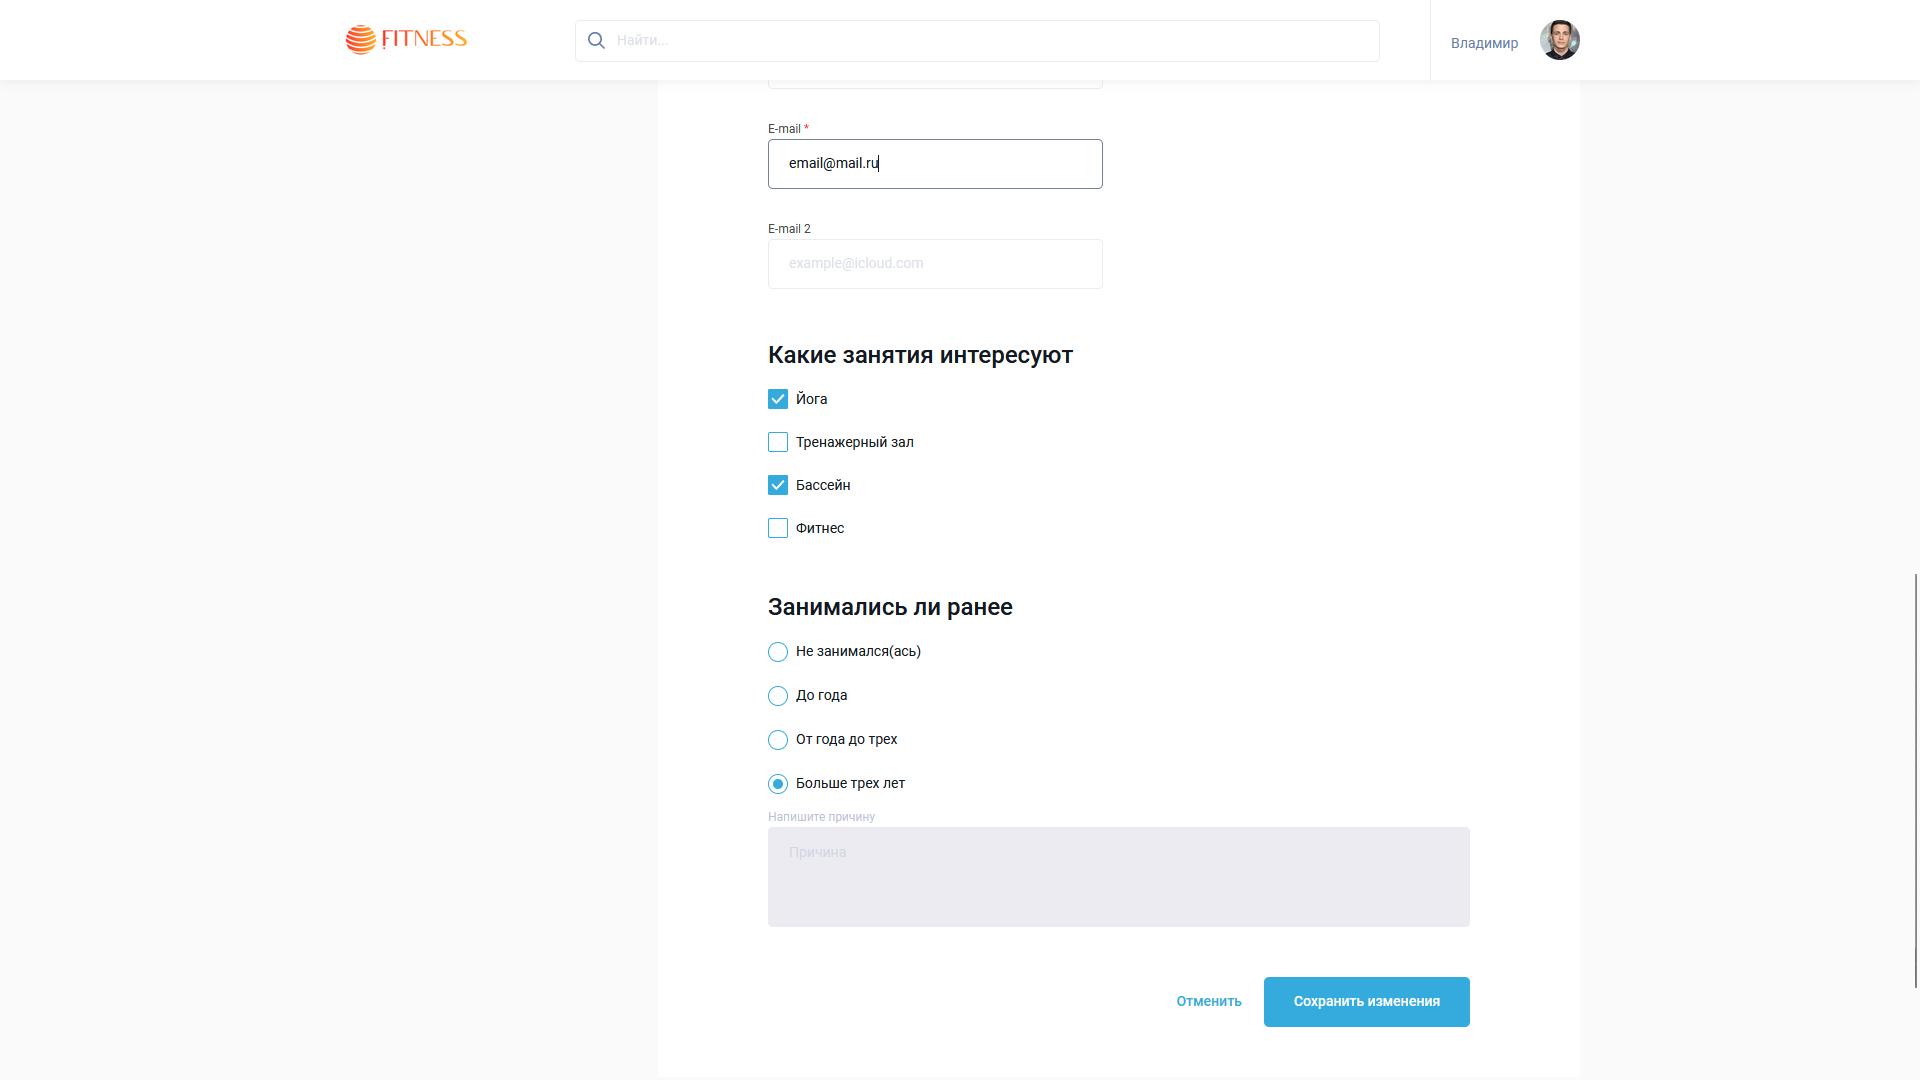 FITNESS
Найти...
Владимир
E-mail *
email@mail.ru
E-mail 2
example@icloud.com
Какие занятия интересуют
Йога
Тренажерный зал
Бассейн
Фитнес
Занимались ли ранее
Не занимался(ась)
До года
От года до трех
Больше трех лет
Напишите причину
Причина
Отменить
Сохранить изменения